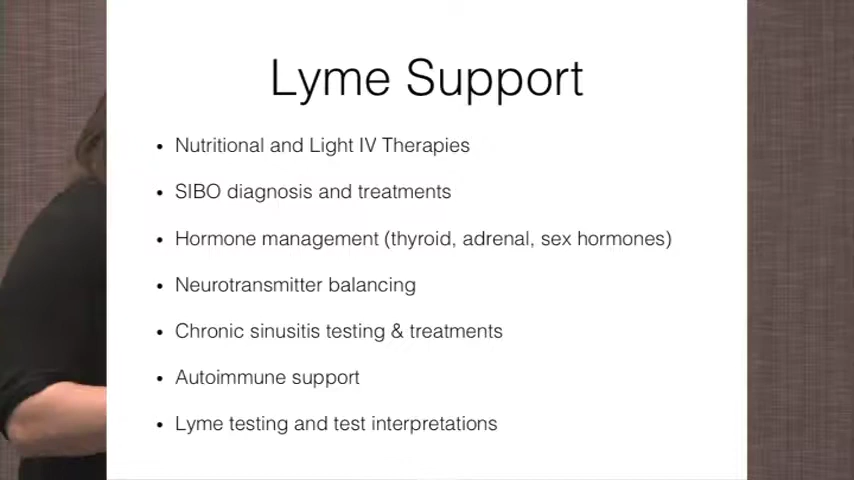 Lyme Support
• Nutritional and Light IV Therapies
• SIBO diagnosis and treatments
• Hormone management (thyroid, adrenal, sex hormones)
• Neurotransmitter balancing
• Chronic sinusitis testing & treatments
• Autoimmune support
• Lyme testing and test interpretations